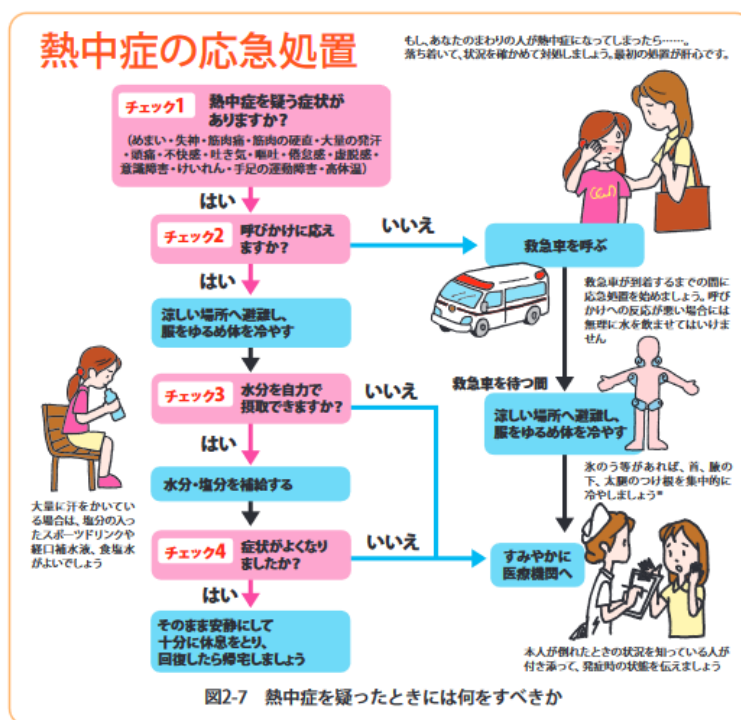 熱中症の応急処置
もし、あなたのまわりの人が熱中症になってしまったら……。
落ち着いて、状況を確かめて対処しましょう。最初の処置が肝心です。
チェック1
熱中症を疑う症状が
ありますか?
(めまい・失神・筋肉痛・筋肉の硬直・大量の発汗
・頭痛・不快感・吐き気・嘔吐・倦怠感・虚脱感・
意識障害・けいれん・手足の運動障害・高体温)
はい
チェック2
呼びかけに応え
ますか?
いいえ
救急車を呼ぶ
はい
救急車が到着するまでの間に
応急処置を始めましょう。呼び
かけへの反応が悪い場合には
無理に水を飲ませてはいけま
せん
涼しい場所へ避難し、
服をゆるめ体を冷やす
チェック3
水分を自力で
摂取できますか?
いいえ
救急車を待つ間
涼しい場所へ避難し、
服をゆるめ体を冷やす
はい
氷のう等があれば、首、腋の
下、太腿のつけ根を集中的に
冷やしましょう*
水分・塩分を補給する
大量に汗をかいている
場合は、塩分の入っ
たスポーツドリンクや
経口補水液、食塩水
がよいでしょう
チェック4
症状がよくなり
ましたか?
いいえ
すみやかに
医療機関へ
はい
そのまま安静にして
十分に休息をとり、
回復したら帰宅しましょう
本人が倒れたときの状況を知っている人が
付き添って、発症時の状態を伝えましょう
図2-7 熱中症を疑ったときには何をすべきか